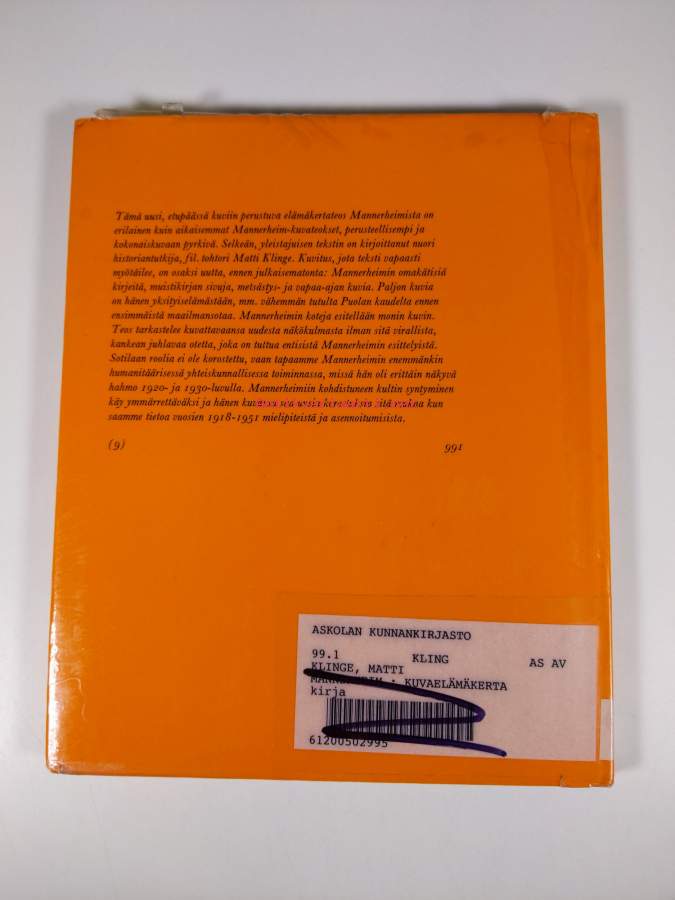 Tämä uusi, etupäässä kuviin perustuva elämäkertateos Mannerheimista on
erilainen kuin aikaisemmat Mannerheim-kuvateokset, perusteellisempi ja
kokonaiskuvaan pyrkivä. Selkeän, yleistajuisen tekstin on kirjoittanut nuori
historiantutkija, fil. tohtori Matti Klinge. Kuvitus, jota teksti vapaasti
myötäilee, on osaksi uutta, ennen julkaisematonta: Mannerheimin omakätisiä
kirjeitä, muistikirjan sivuja, metsästys- ja vapaa-ajan kuvia. Paljon kuvia
on hänen yksityiselämästään, mm. vähemmän tutulta Puolan kaudelta ennen
ensimmäistä maailmansotaa. Mannerheimin koteja esitellään monin kuvin.
Teos tarkastelee kuvattavaansa uudesta näkökulmasta ilman sitä virallista,
kankean juhlavaa otetta, joka on tuttua entisistä Mannerheimin esittelyistä.
Sotilaan roolia ei ole korostettu, vaan tapaamme Mannerheimin enemmänkin
humanitäärisessä yhteiskunnallisessa toiminnassa, missä hän oli erittäin näkyvä
hahmo 1920- ja 1930-luvulla. Mannerheimiin kohdistuneen kultin syntyminen
käy ymmärrettäväksi ja hänen sitä mukaa kun
saamme tietoa vuosien 1918-1951 mielipiteistä ja asennoitumisista.
(9) 991
ASKOLAN KUNNANKIRJASTO
99.1 KLING AS AV
KLINGE, MATTI
MANNERHEIM : KUVAELÄMÄKERTA
kirja
61200502995